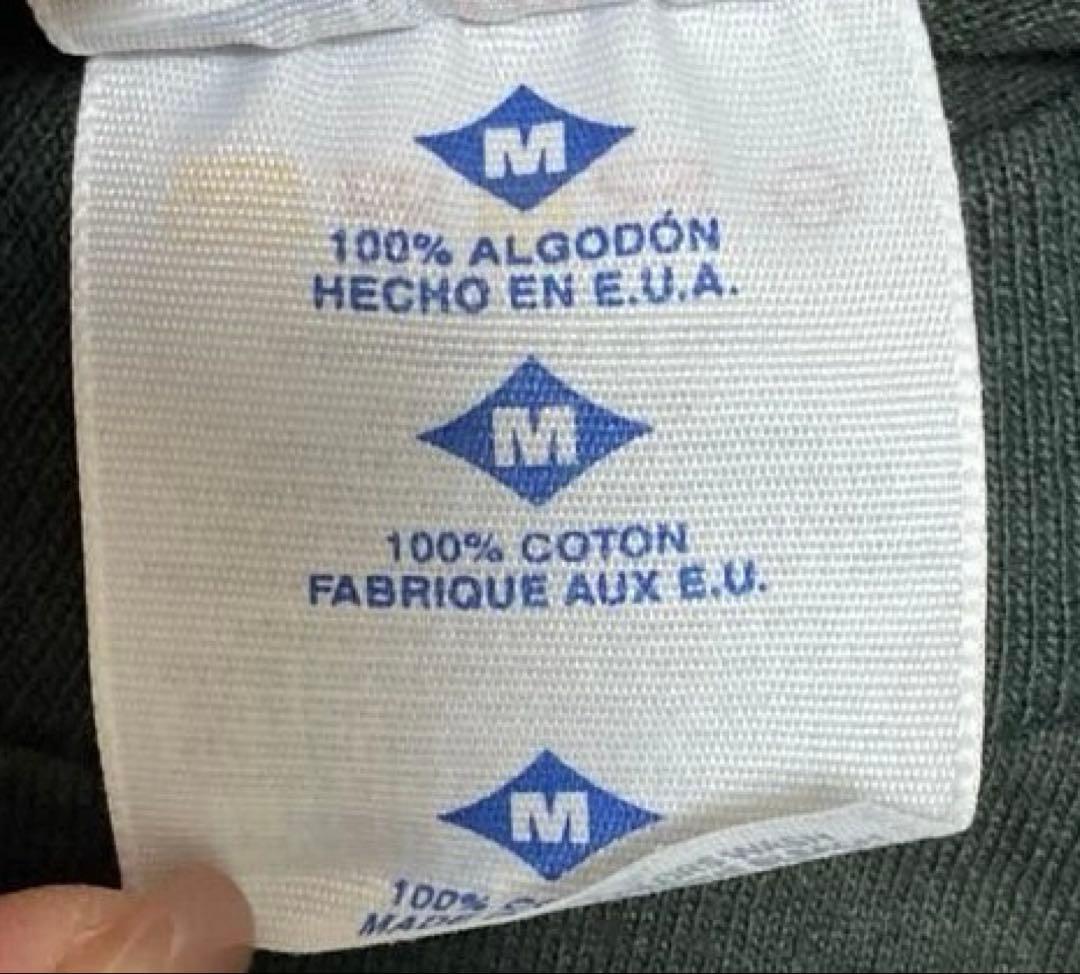 M
100% ALGODÓN
HECHO EN E.U.A.
M
100% COTON
FABRIQUE AUX E.U.
M
100%